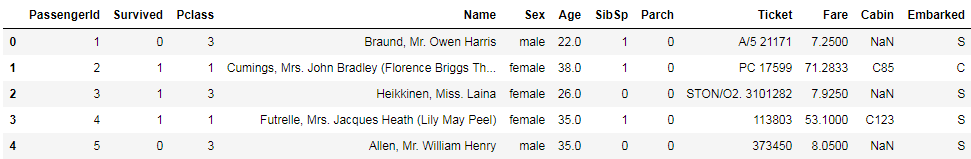 PassengerId Survived Pclass Name Sex Age SibSp Parch Ticket Fare Cabin Embarked
0 1 0 3 Braund, Mr. Owen Harris male 22.0 1 0 A/5 21171 7.2500 NaN S
1 2 1 1 Cumings, Mrs. John Bradley (Florence Briggs Th... female 38.0 1 0 PC 17599 71.2833 C85 C
2 3 1 3 Heikkinen, Miss. Laina female 26.0 0 0 STON/O2. 3101282 7.9250 NaN S
3 4 1 1 Futrelle, Mrs. Jacques Heath (Lily May Peel) female 35.0 1 0 113803 53.1000 C123 S
4 5 0 3 Allen, Mr. William Henry male 35.0 0 0 373450 8.0500 NaN S